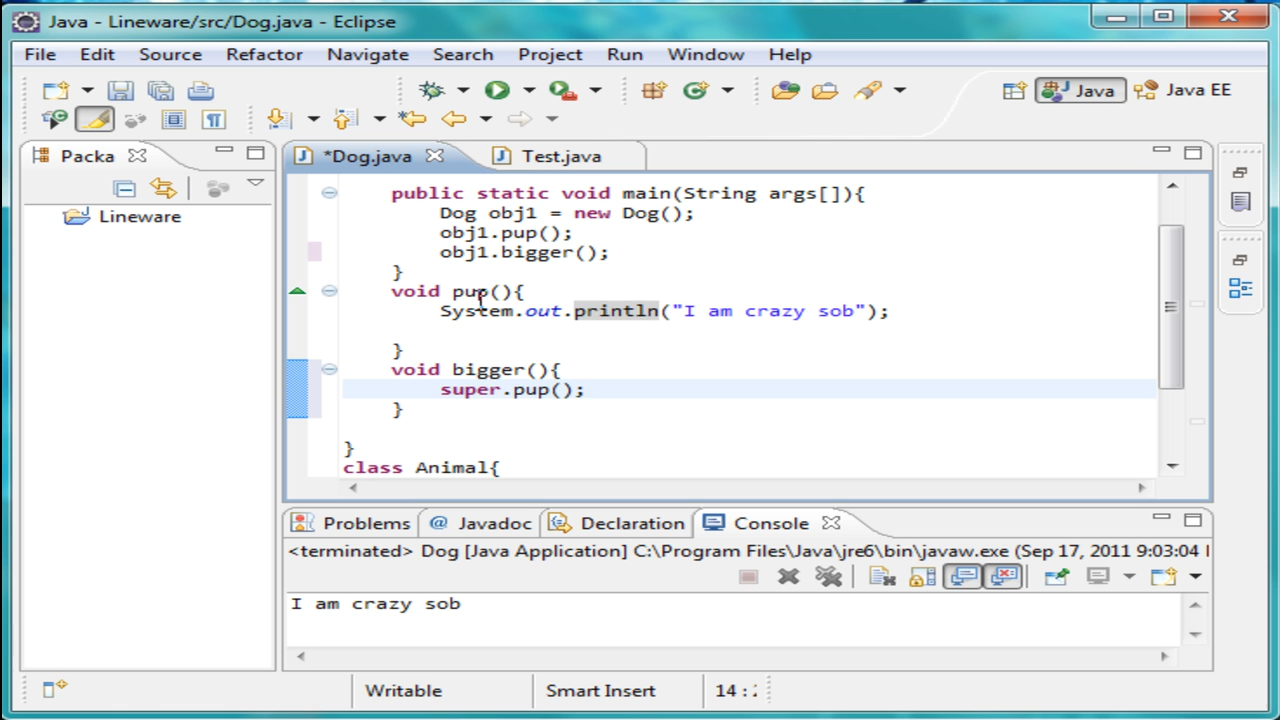 Java - Lineware/src/Dog.java - Eclipse
File Edit Source Refactor Navigate Search Project Run Window Help
Java Java EE
Packa *Dog.java Test.java
Lineware
public static void main(String args[]){
Dog obj1 = new Dog();
obj1.pup();
obj1.bigger();
}
void pup(){
System.out.println("I am crazy sob");
}
void bigger(){
super.pup();
}
}
class Animal{
Problems @ Javadoc Declaration Console
<terminated> Dog [Java Application] C:\Program Files\Java\jre6\bin\javaw.exe (Sep 17, 2011 9:03:04
I am crazy sob
Writable Smart Insert 14 :